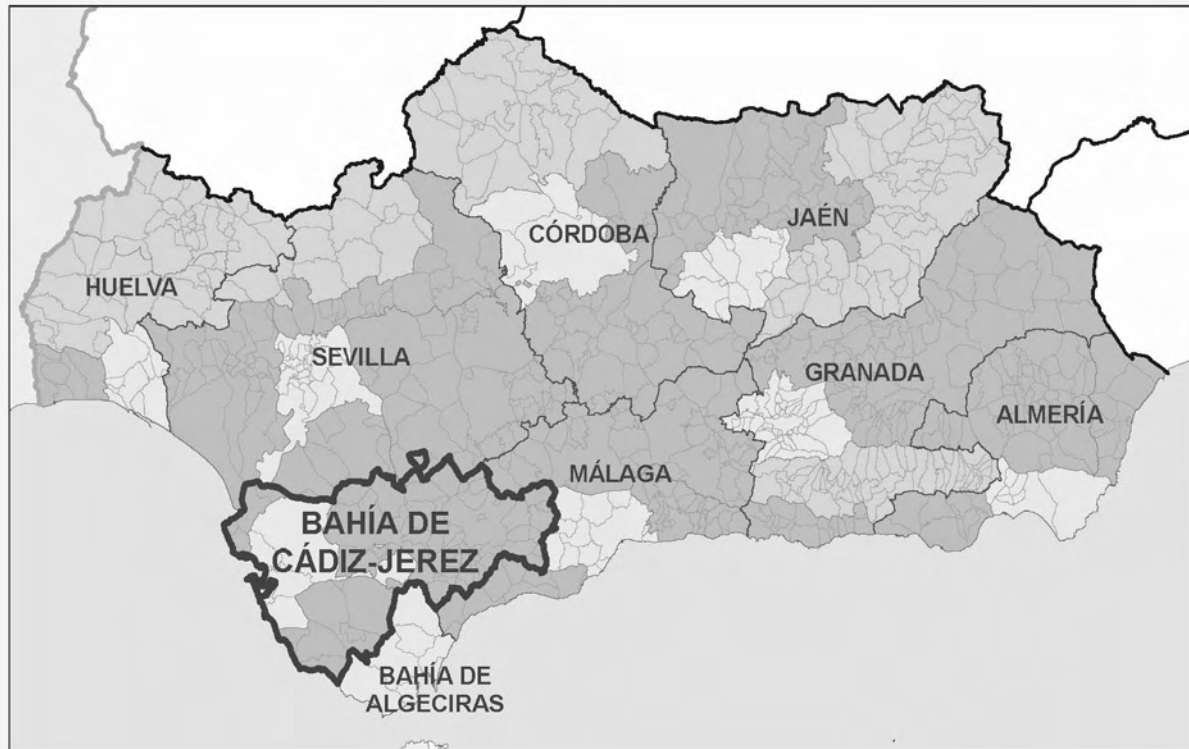 CÓRDOBA
JAÉN
HUELVA
SEVILLA
GRANADA
ALMERÍA
MÁLAGA
BAHÍA DE
CÁDIZ-JEREZ
BAHÍA DE
ALGECIRAS